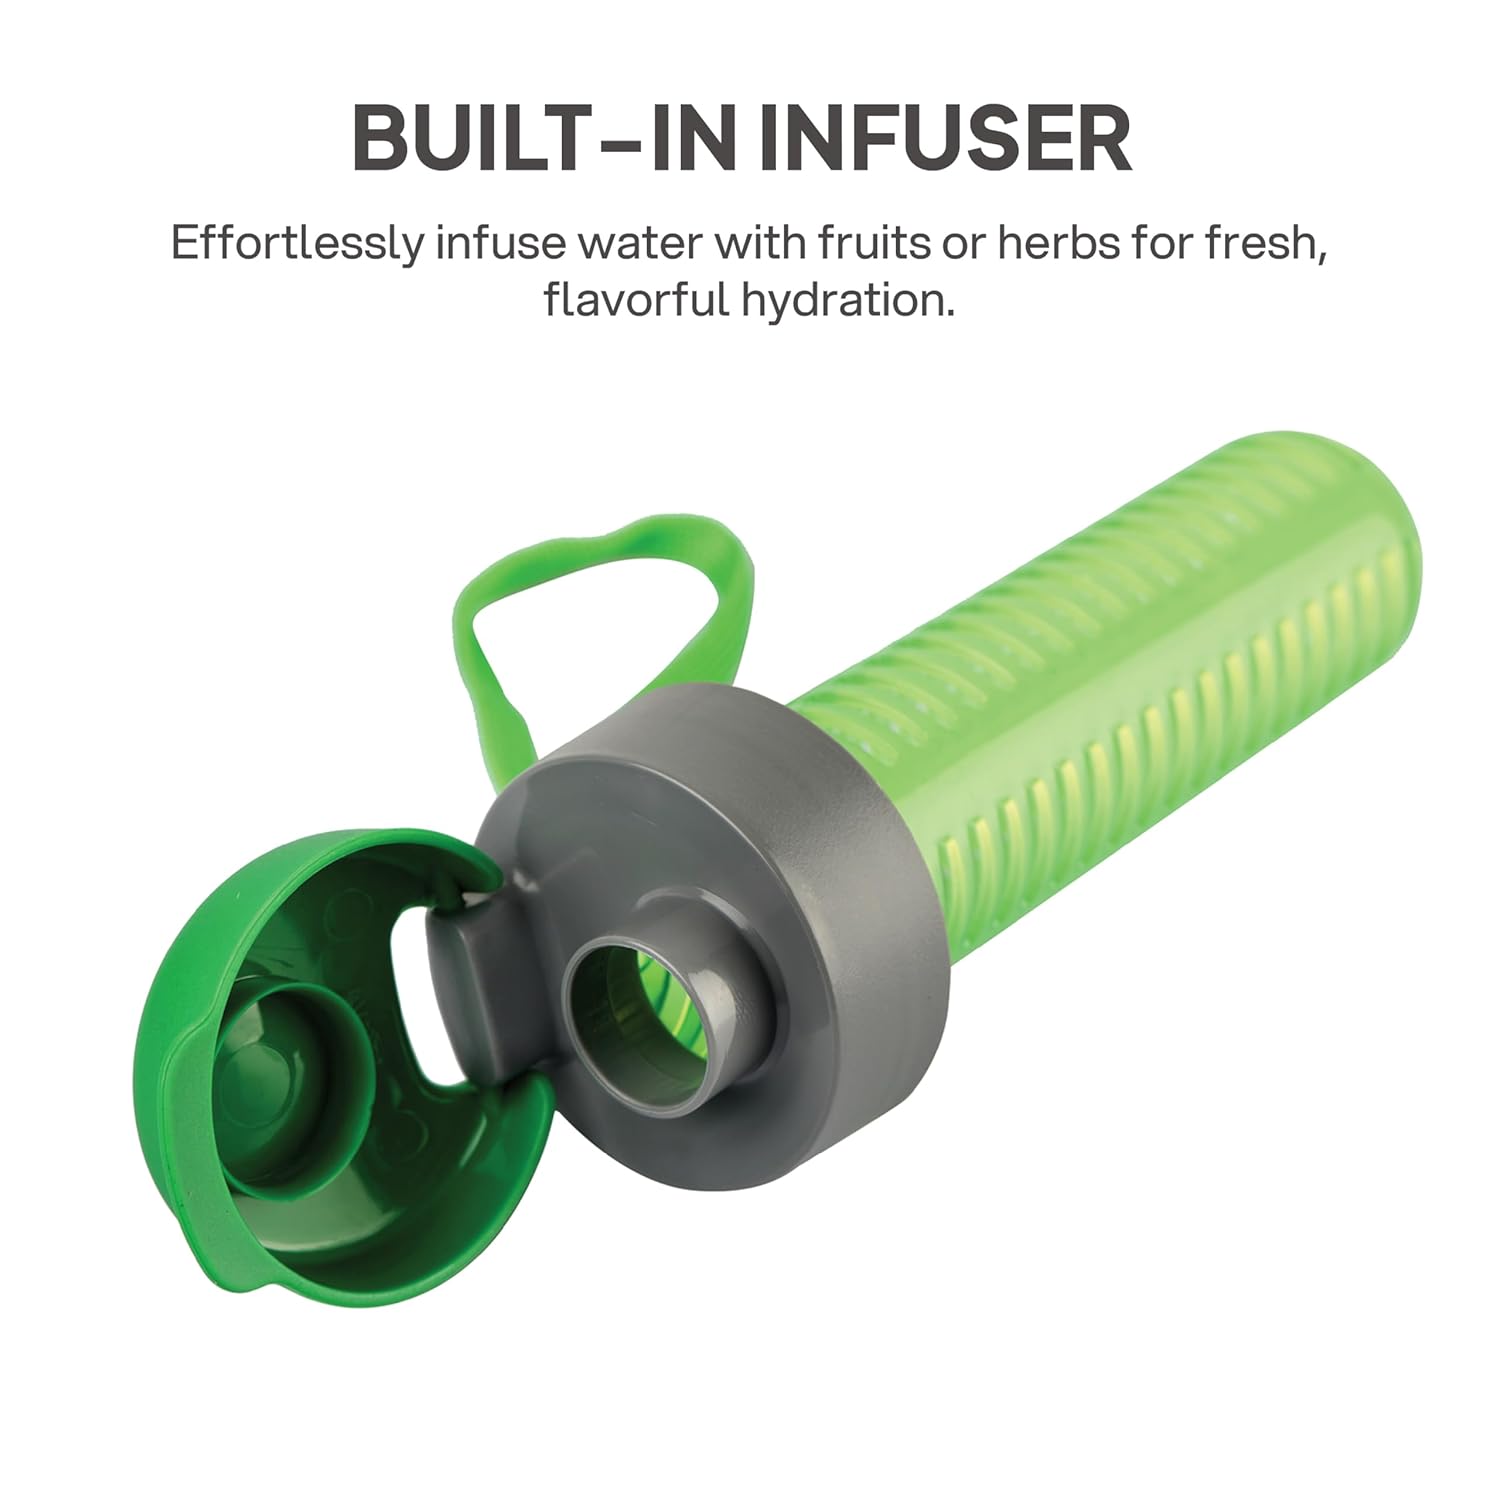 BUILT-IN INFUSER
Effortlessly infuse water with fruits or herbs for fresh,
flavorful hydration.